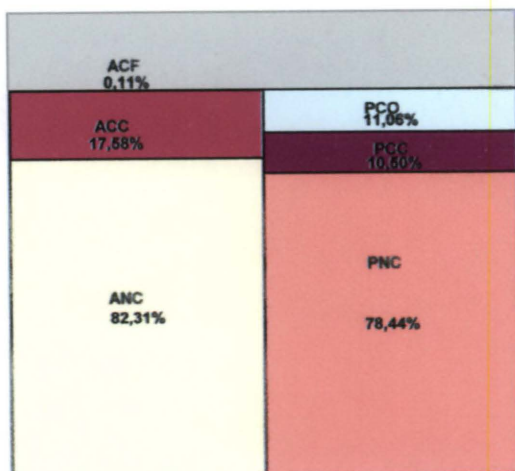 ACF
0,11%
ACC
17,58%
PCO
11,06%
PCC
10,50%
ANC
82,31%
PNC
78,44%